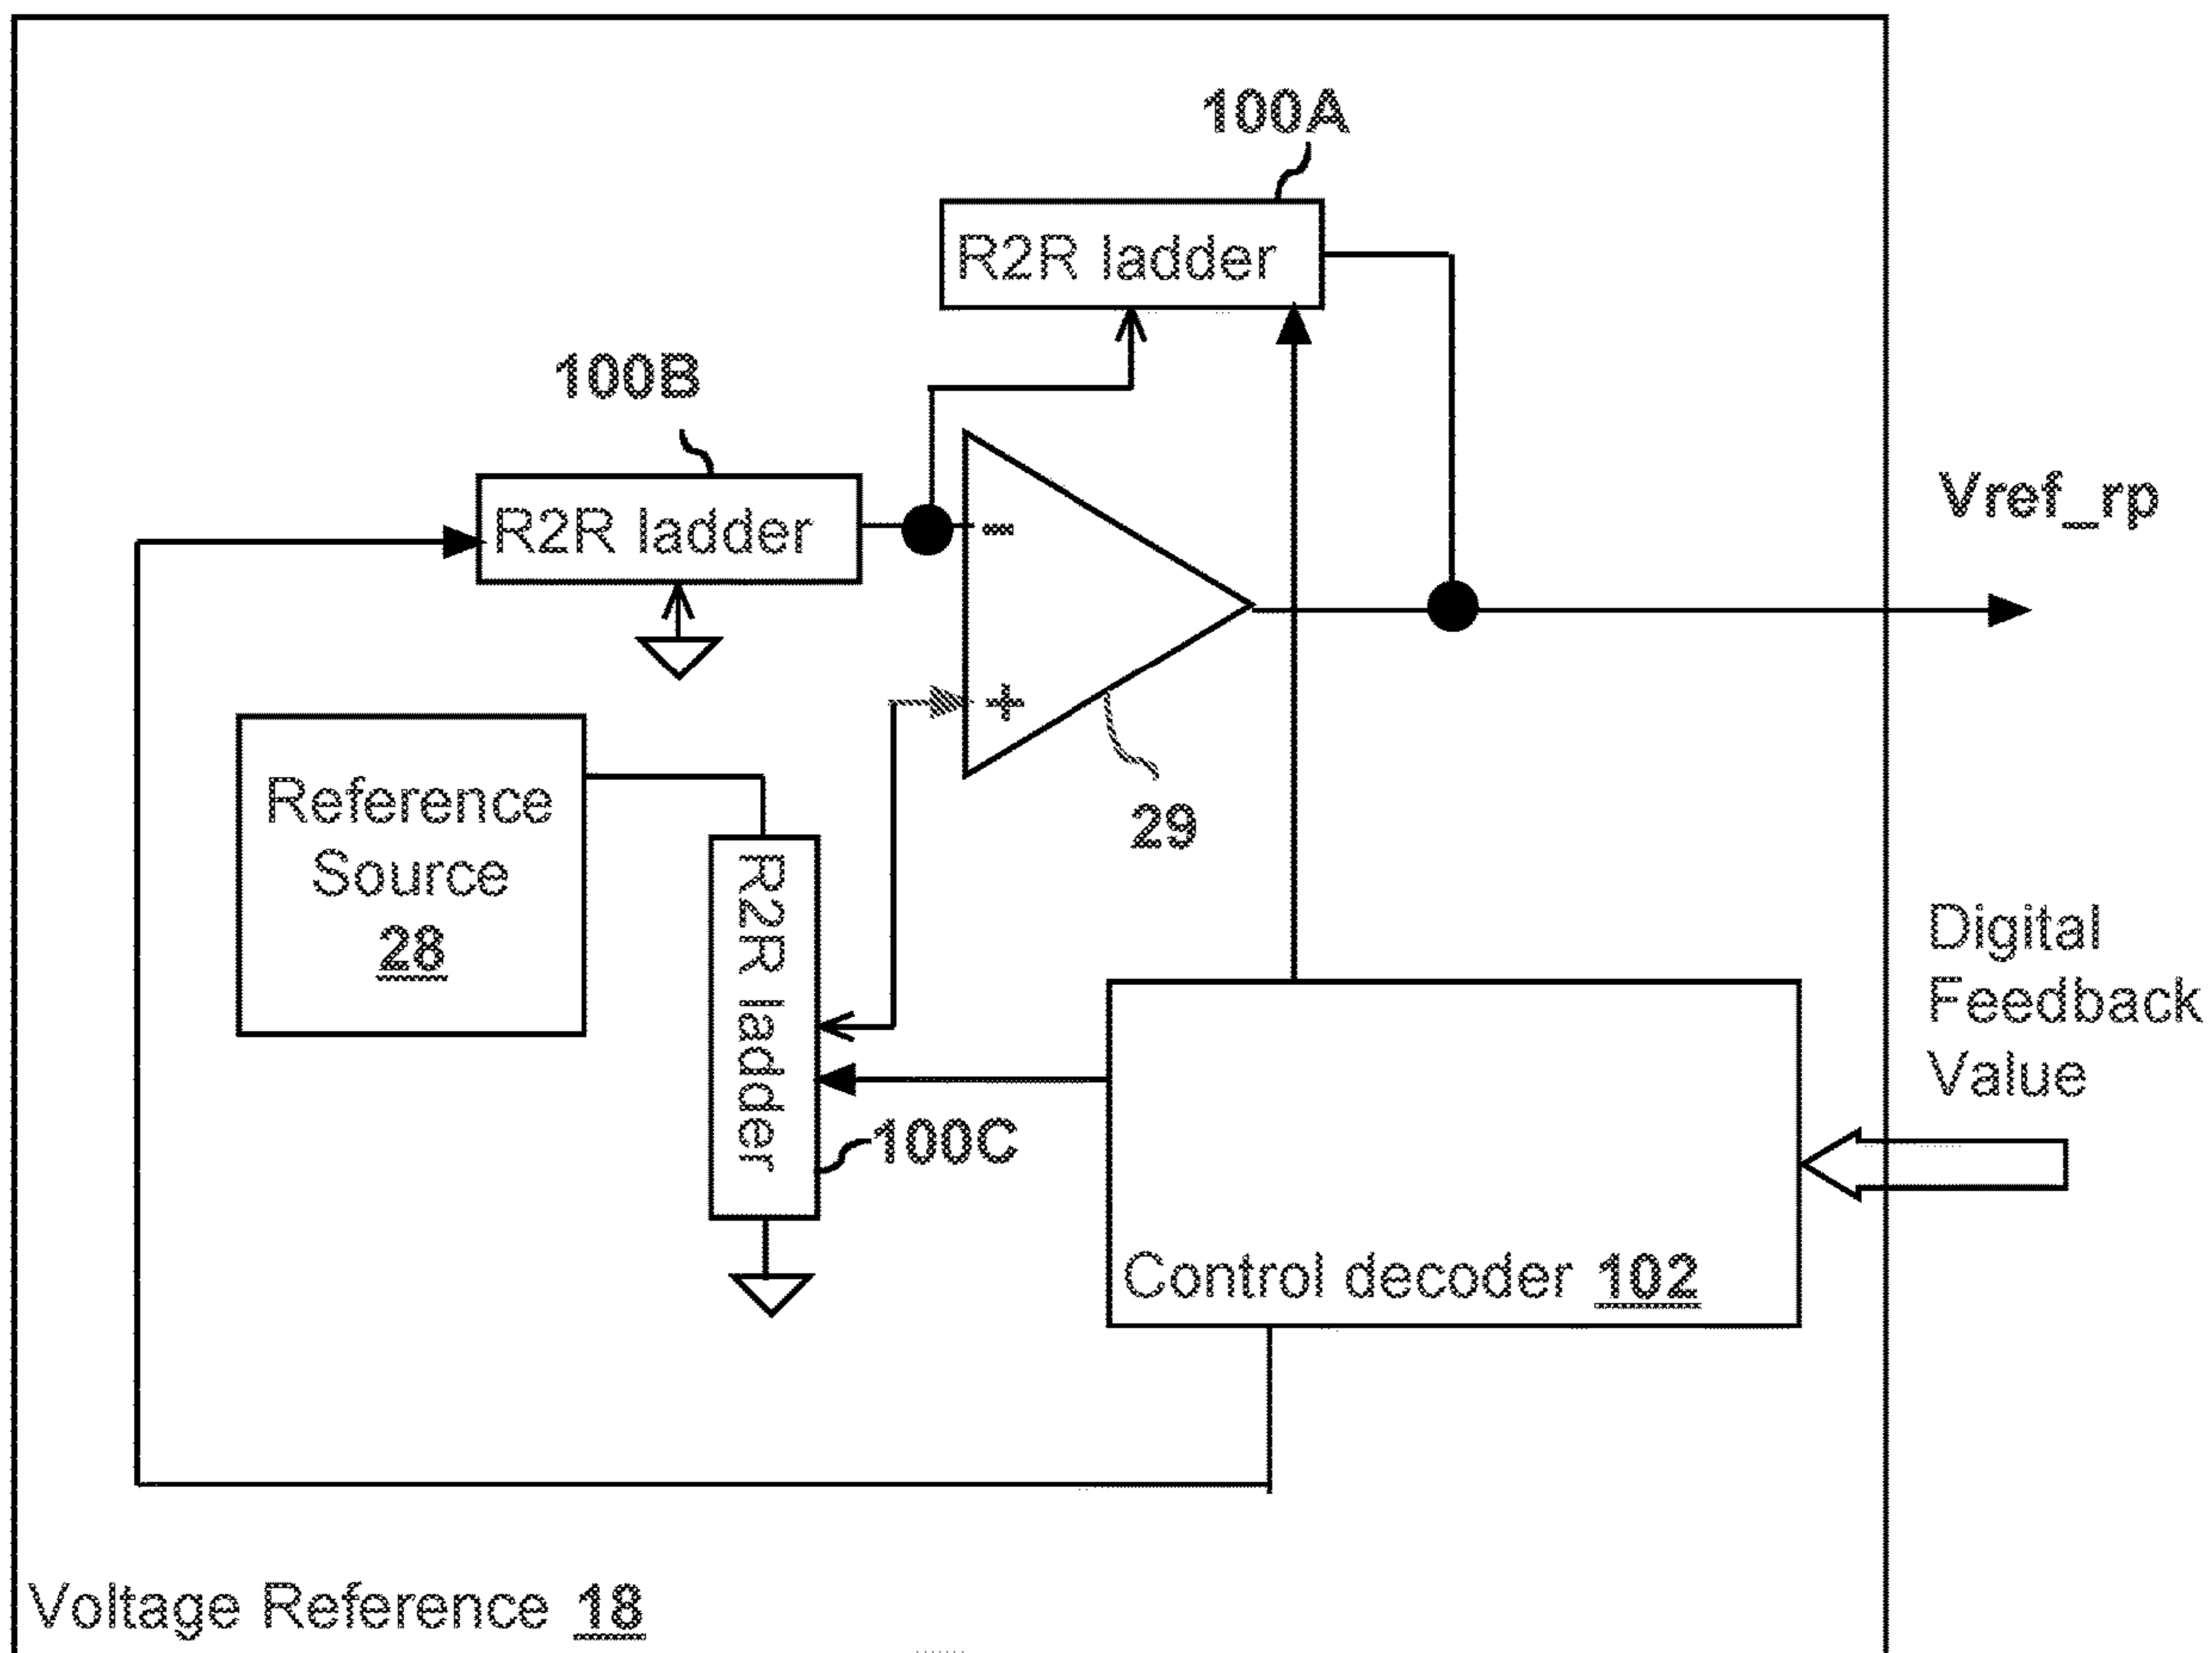 100A
R2R ladder
100B
R2R ladder
Vref_rp
-
+
29
Reference
Source
28
R2R ladder
100C
Digital
Feedback
Value
Control decoder 102
Voltage Reference 18